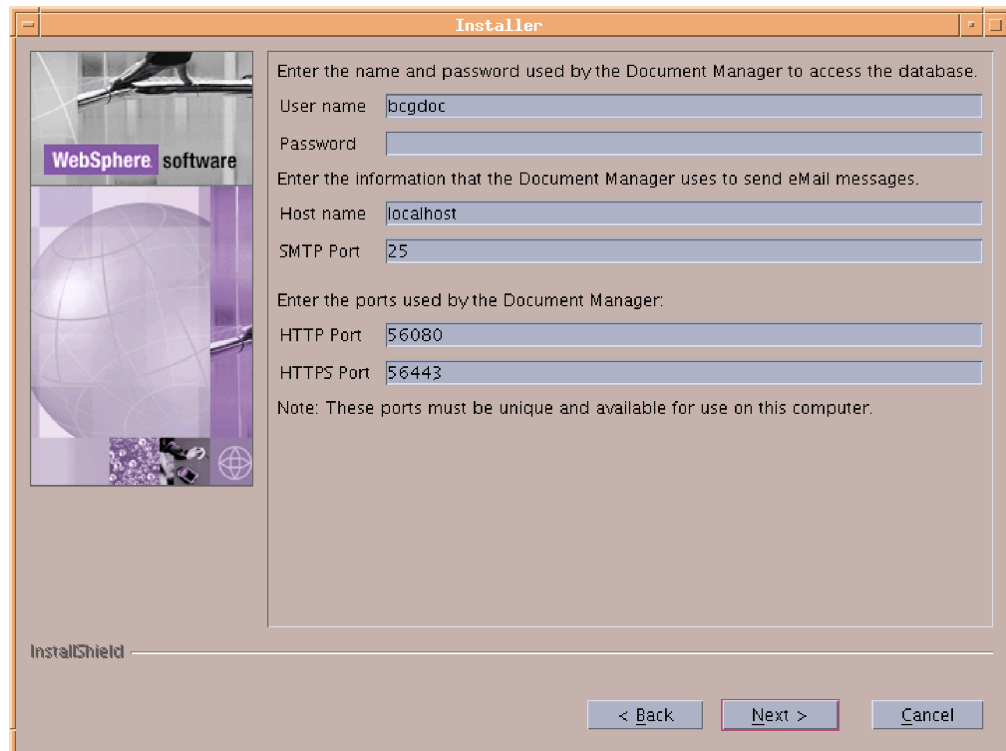 Installer
WebSphere software
Enter the name and password used by the Document Manager to access the database.
User name bcgdoc
Password
Enter the information that the Document Manager uses to send eMail messages.
Host name localhost
SMTP Port 25
Enter the ports used by the Document Manager:
HTTP Port 56080
HTTPS Port 56443
Note: These ports must be unique and available for use on this computer.
InstallShield
< Back Next > Cancel